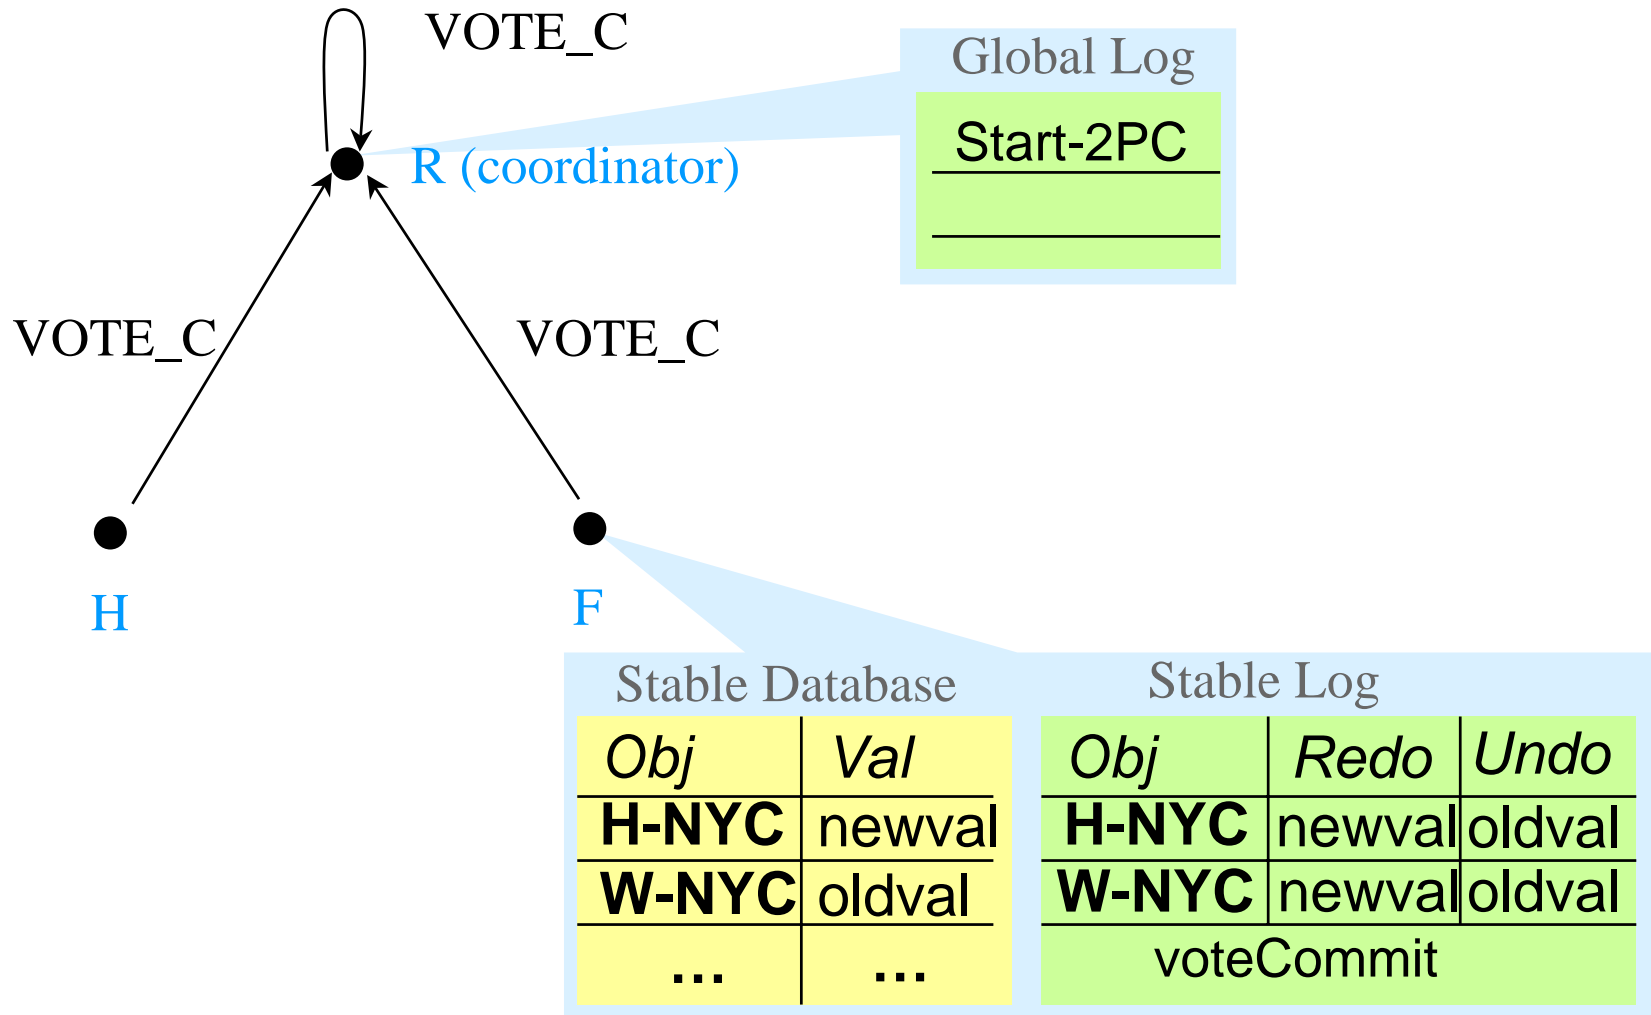 VOTE_C
Global Log
Start-2PC
R (coordinator)
VOTE_C
VOTE_C
H
F
Stable Database
Obj Val
H-NYC newval
W-NYC oldval
... ...
Stable Log
Obj Redo Undo
H-NYC newval oldval
W-NYC newval oldval
voteCommit